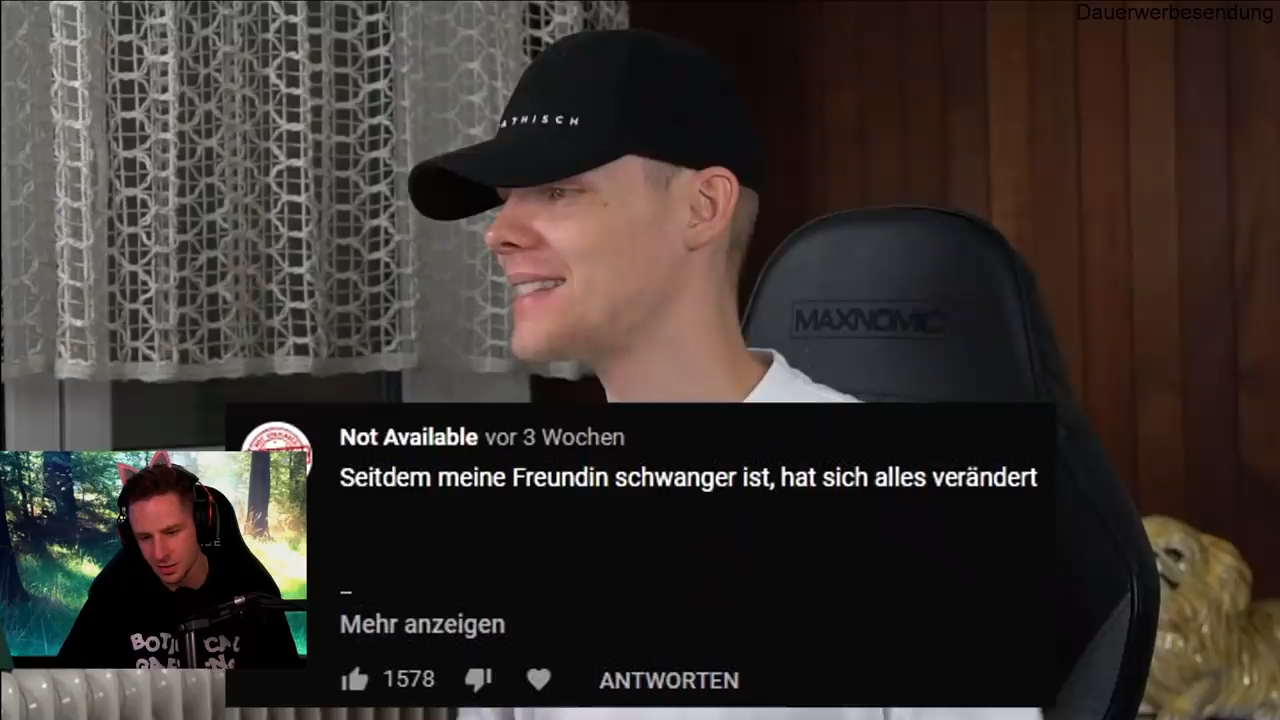 Dauerwerbesendung
ATHISCH
MAXNOMIC
Not Available vor 3 Wochen
Seitdem meine Freundin schwanger ist, hat sich alles verändert
_
Mehr anzeigen
1578
ANTWORTEN